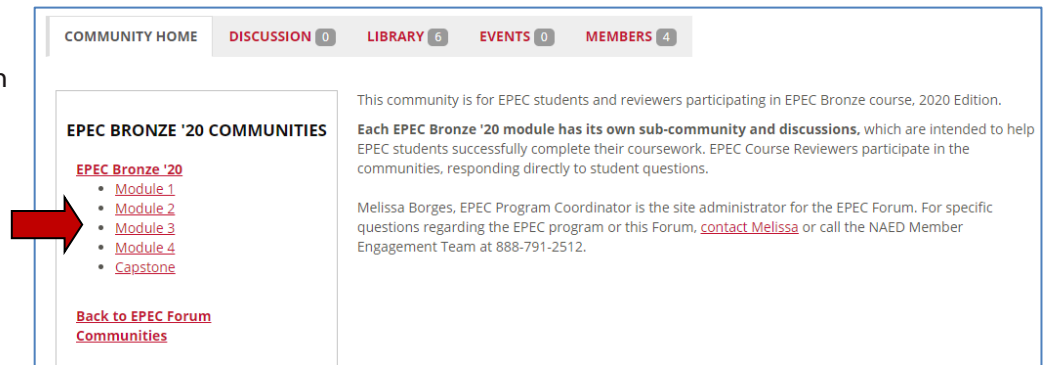 COMMUNITY HOME DISCUSSION 0 LIBRARY 6 EVENTS 0 MEMBERS 4
EPEC BRONZE '20 COMMUNITIES
EPEC Bronze '20
• Module 1
• Module 2
• Module 3
• Module 4
• Capstone
Back to EPEC Forum
Communities
This community is for EPEC students and reviewers participating in EPEC Bronze course, 2020 Edition.
Each EPEC Bronze '20 module has its own sub-community and discussions, which are intended to help
EPEC students successfully complete their coursework. EPEC Course Reviewers participate in the
communities, responding directly to student questions.
Melissa Borges, EPEC Program Coordinator is the site administrator for the EPEC Forum. For specific
questions regarding the EPEC program or this Forum, contact Melissa or call the NAED Member
Engagement Team at 888-791-2512.